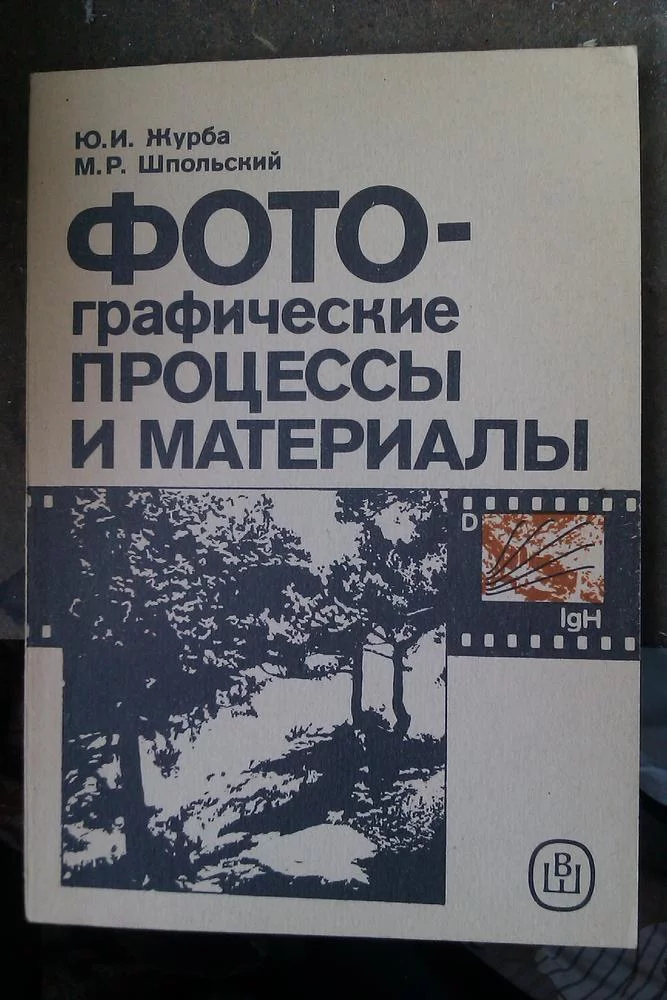 Ю.И. Журба
М.Р. Шпольский
ФОТО-
графические
ПРОЦЕССЫ
И МАТЕРИАЛЫ
D
lgH
ВШ